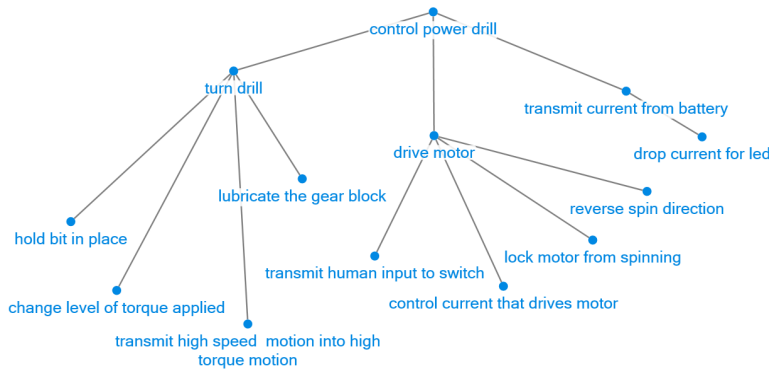 control power drill
turn drill
transmit current from battery
drive motor
drop current for led
lubricate the gear block
reverse spin direction
hold bit in place
lock motor from spinning
transmit human input to switch
change level of torque applied
control current that drives motor
transmit high speed  motion into high
torque motion